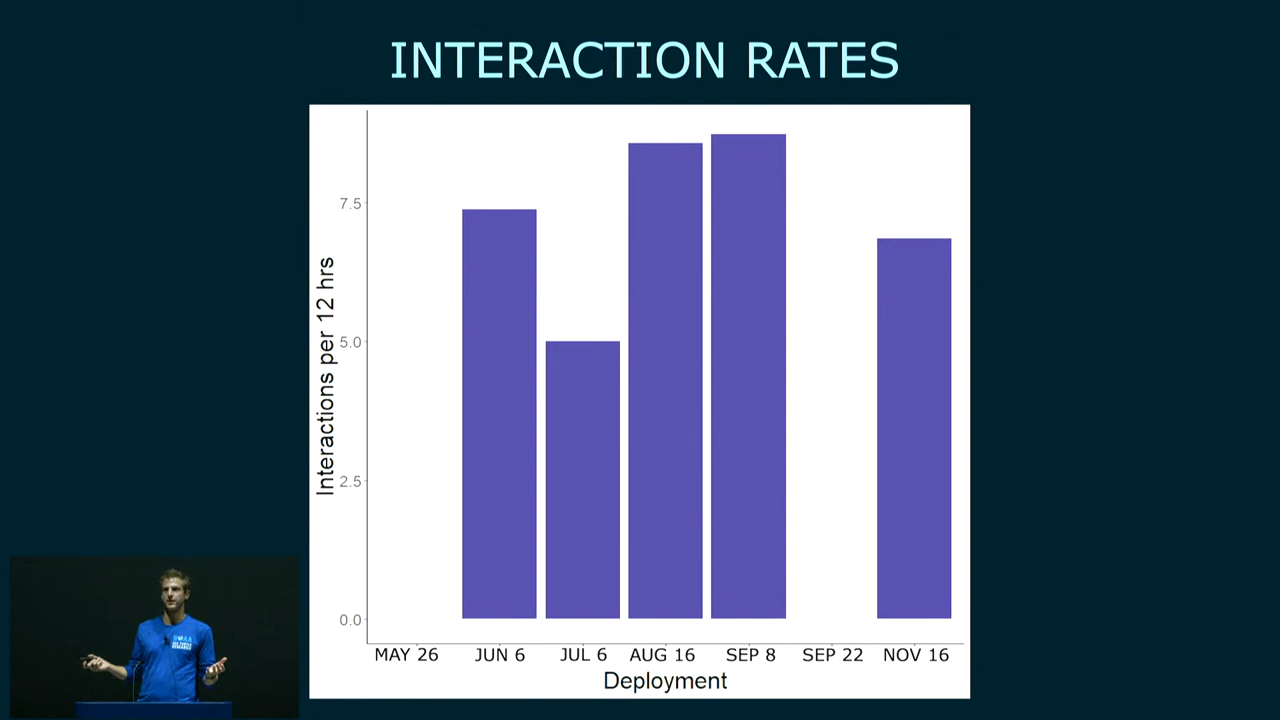 INTERACTION RATES
Interactions per 12 hrs
7.5
5.0
2.5
0.0
MAY 26 JUN 6 JUL 6 AUG 16 SEP 8 SEP 22 NOV 16
Deployment